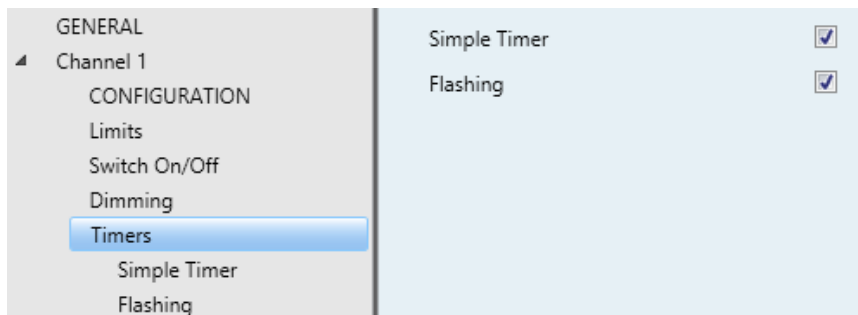 GENERAL
Channel 1
CONFIGURATION
Limits
Switch On/Off
Dimming
Timers
Simple Timer
Flashing
Simple Timer
Flashing